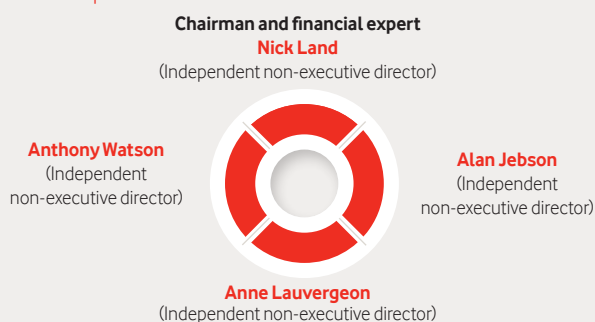 Chairman and financial expert
Nick Land
(Independent non-executive director)
Anthony Watson
(Independent
non-executive director)
Alan Jebson
(Independent
non-executive director)
Anne Lauvergeon
(Independent non-executive director)